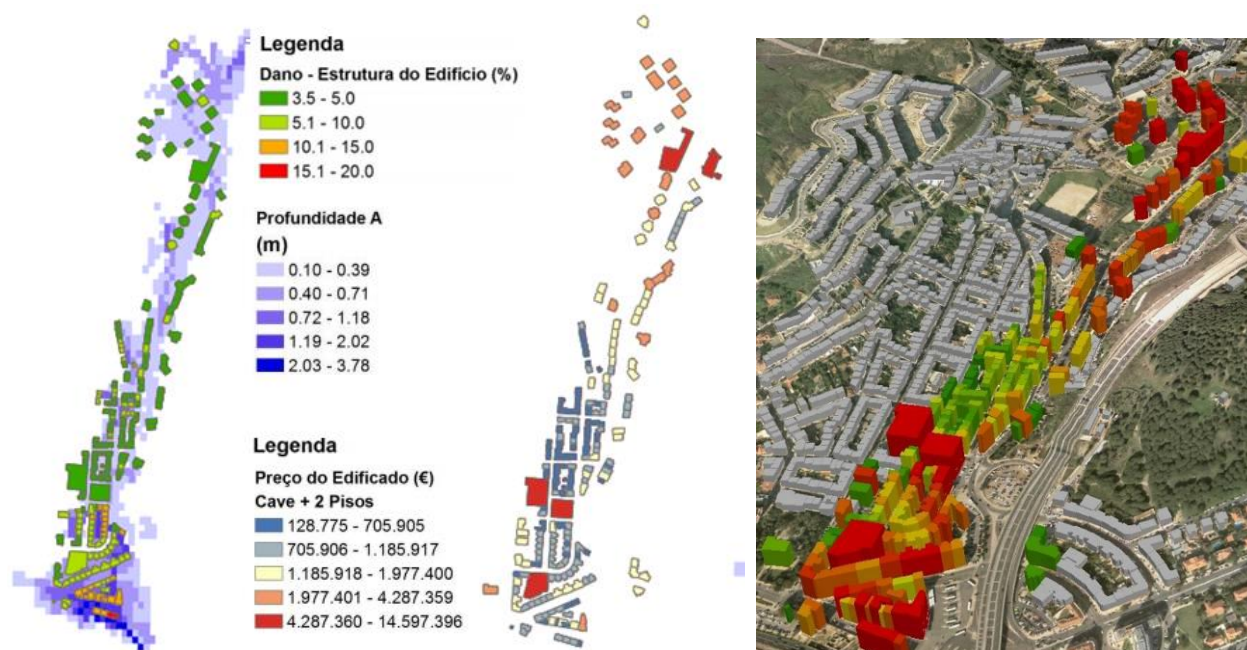 Legenda
Dano - Estrutura do Edifício (%)
3.5 - 5.0
5.1 - 10.0
10.1 - 15.0
15.1 - 20.0
Profundidade A
(m)
0.10 - 0.39
0.40 - 0.71
0.72 - 1.18
1.19 - 2.02
2.03 - 3.78
Legenda
Preço do Edificado (€)
Cave + 2 Pisos
128.775 - 705.905
705.906 - 1.185.917
1.185.918 - 1.977.400
1.977.401 - 4.287.359
4.287.360 - 14.597.396